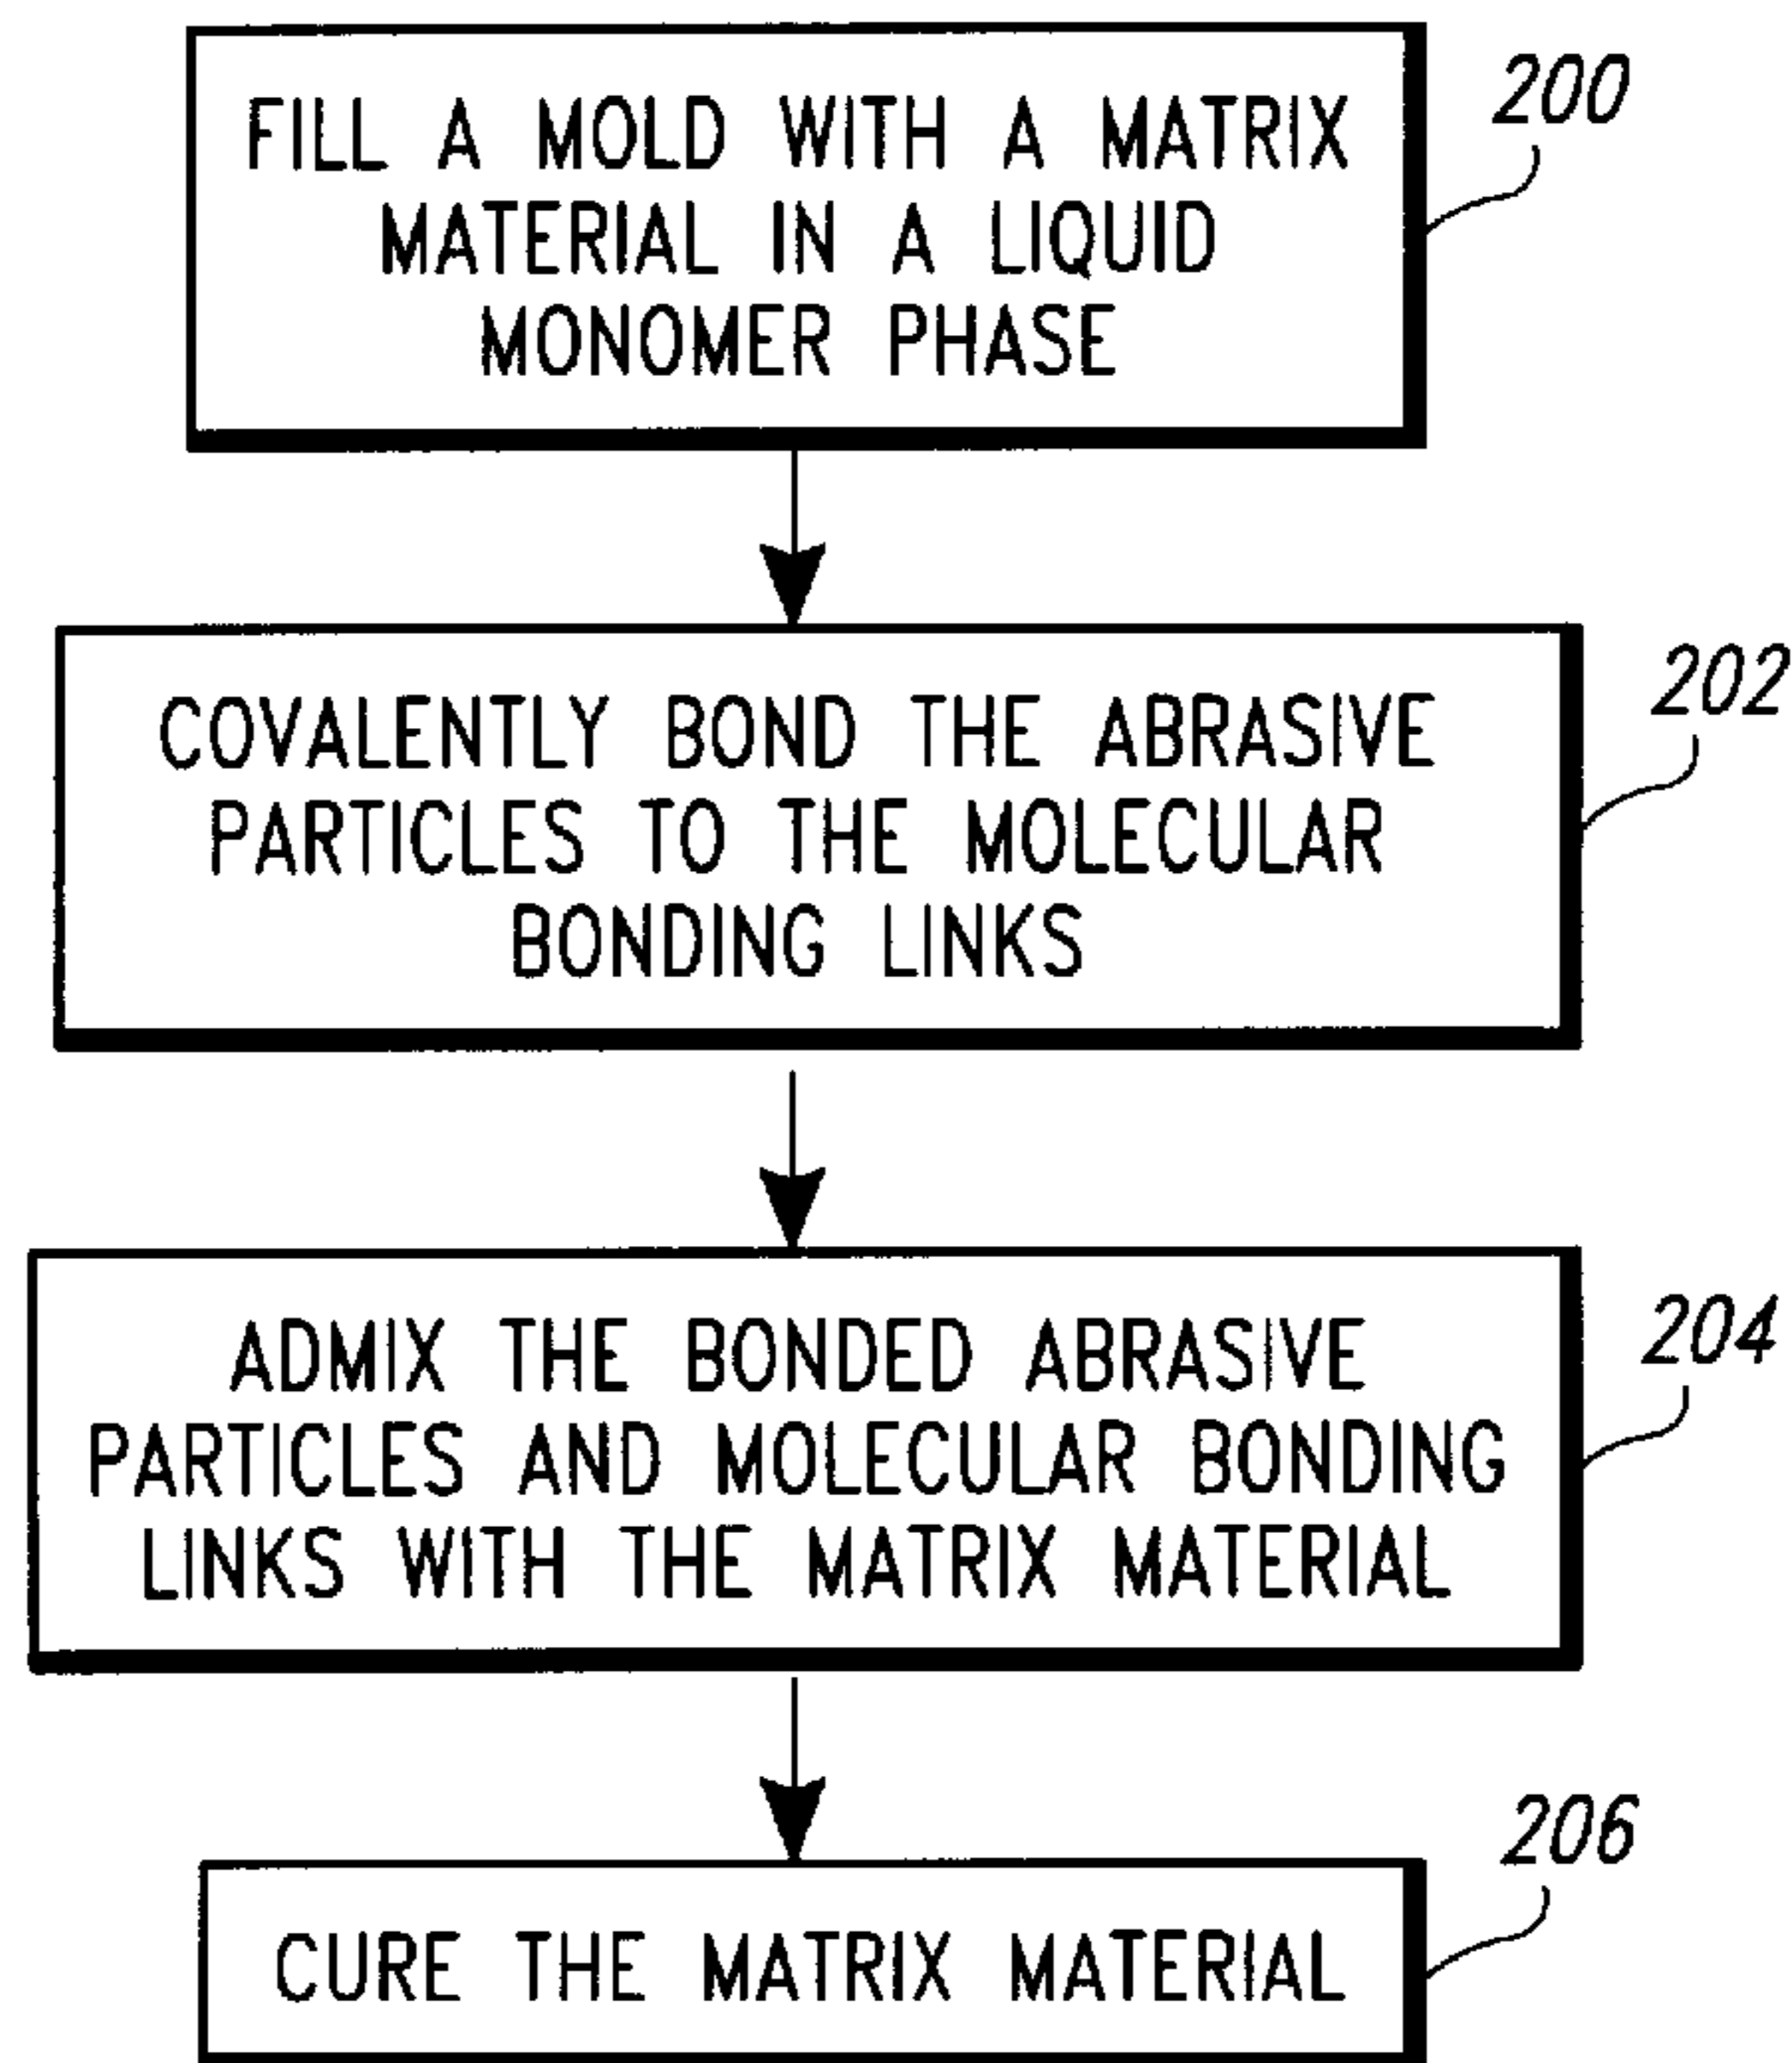 FILL A MOLD WITH A MATRIX
MATERIAL IN A LIQUID
MONOMER PHASE
200
COVALENTLY BOND THE ABRASIVE
PARTICLES TO THE MOLECULAR
BONDING LINKS
202
ADMIX THE BONDED ABRASIVE
PARTICLES AND MOLECULAR BONDING
LINKS WITH THE MATRIX MATERIAL
204
CURE THE MATRIX MATERIAL
206